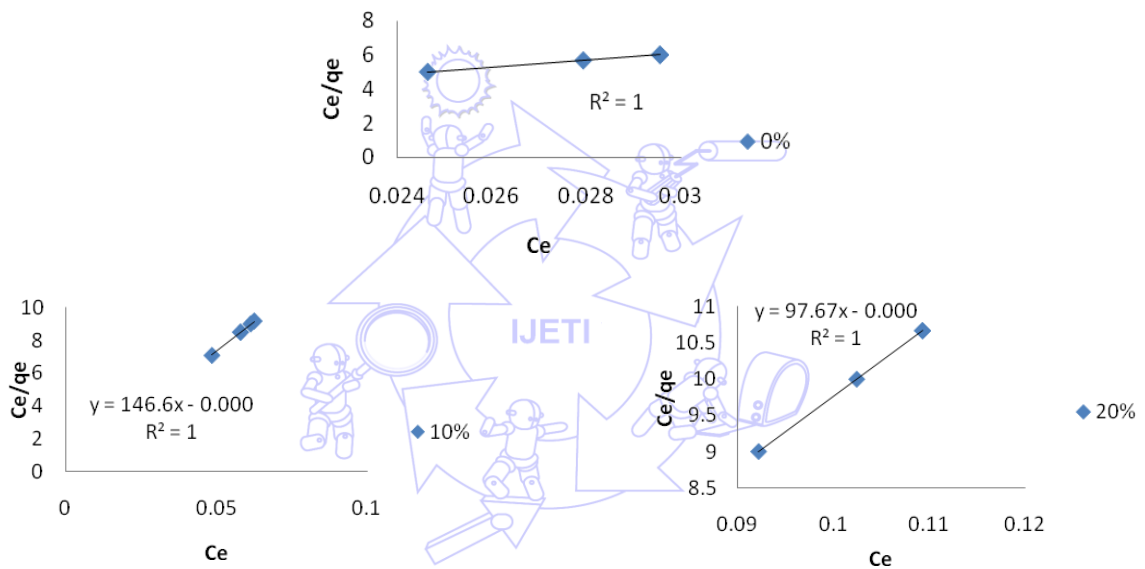 8
6
4
2
0
Ce/qe
R² = 1
0%
0.024
0.026
0.028
0.03
Ce
10
8
6
4
2
0
Ce/qe
y = 146.6x - 0.000
R² = 1
10%
0
0.05
0.1
Ce
IJETI
11
10.5
10
9.5
9
8.5
Ce/qe
y = 97.67x - 0.000
R² = 1
20%
0.09
0.1
0.11
0.12
Ce